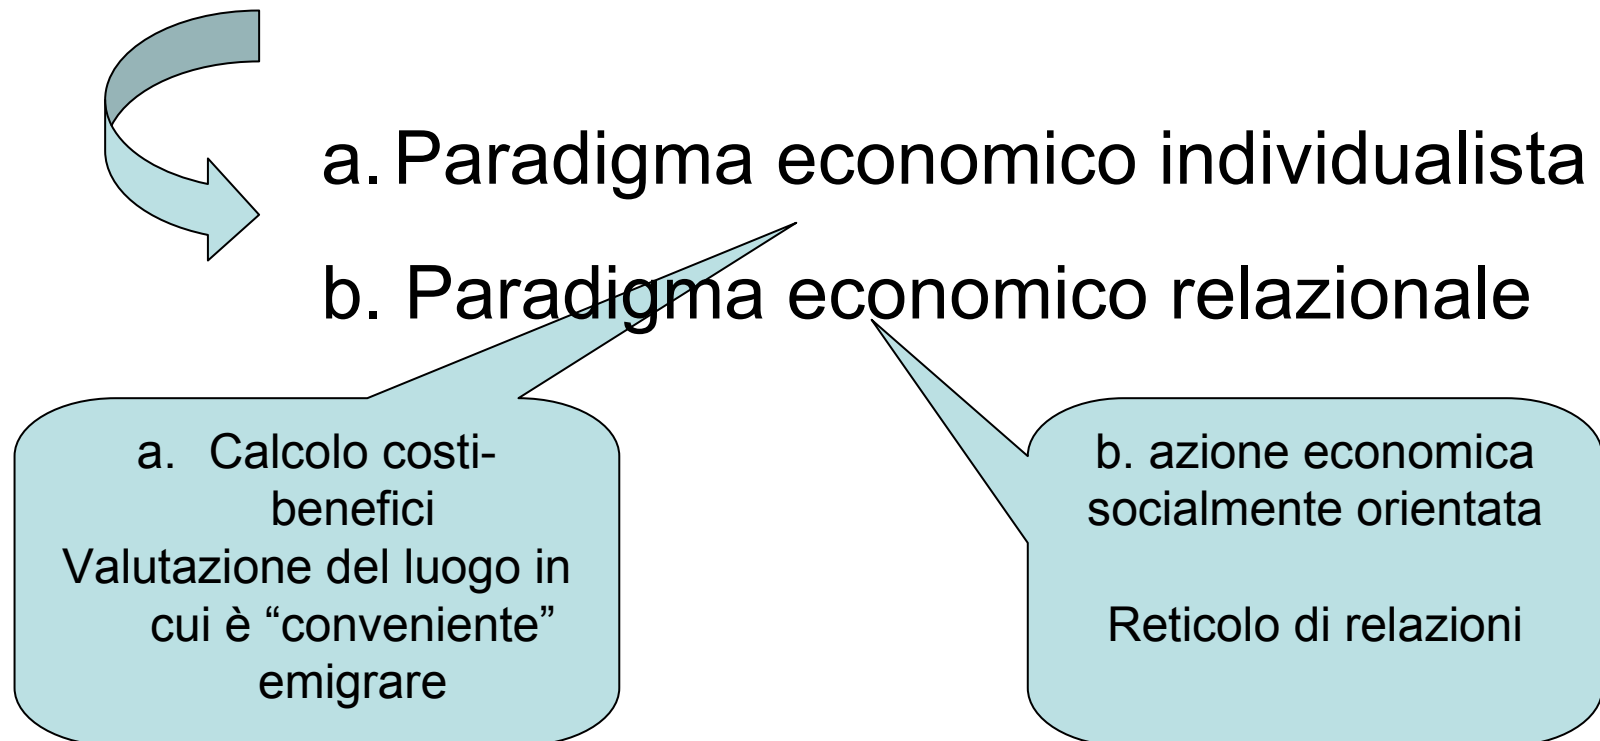 a. Paradigma economico individualista
b. Paradigma economico relazionale
a. Calcolo costi-
benefici
Valutazione del luogo in
cui è “conveniente”
emigrare
b. azione economica
socialmente orientata
Reticolo di relazioni